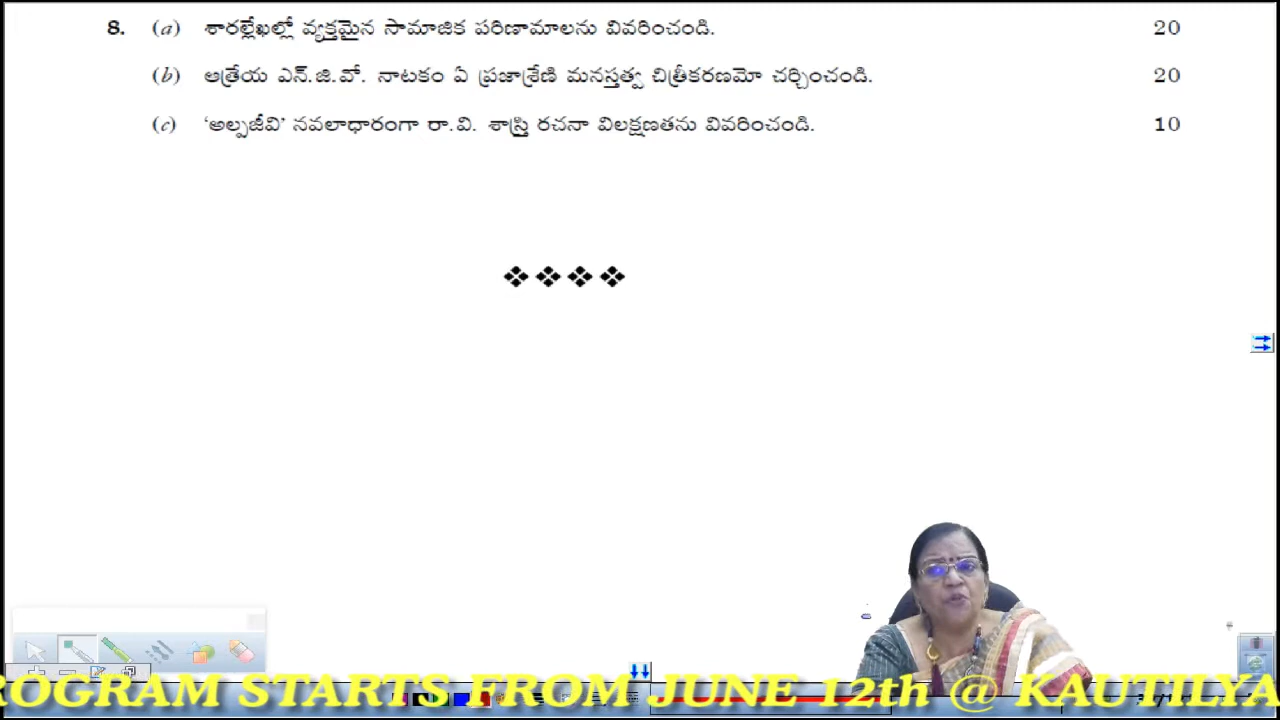 8. (a) శారల్లేఖల్లో వ్యక్తమైన సామాజిక పరిణామాలను వివరించండి. 20
(b) ఆత్రేయ ఎన్.జి.వో. నాటకం ఏ ప్రజాశ్రేణి మనస్తత్వ చిత్రీకరణమో చర్చించండి. 20
(c) ‘అల్పజీవి’ నవలాధారంగా రా.వి. శాస్త్రి రచనా విలక్షణతను వివరించండి. 10
ROGRAM STARTS FROM JUNE 12th @ KAUTILYA